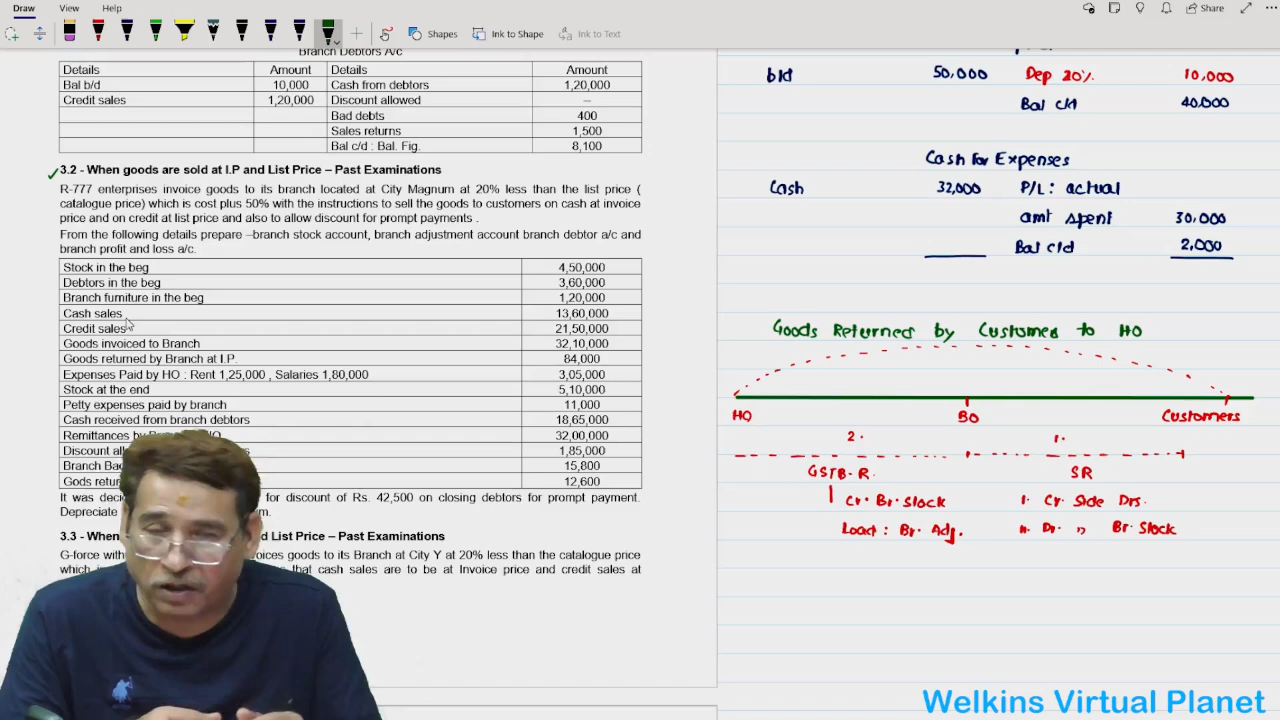 Draw View Help
Share
Shapes Ink to Shape Ink to Text
Branch Debtors A/c
Details Amount Details Amount
Bal b/d 10,000 Cash from debtors 1,20,000
Credit sales 1,20,000 Discount allowed –
Bad debts 400
Sales returns 1,500
Bal c/d : Bal. Fig. 8,100
3.2 - When goods are sold at I.P and List Price – Past Examinations
R-777 enterprises invoice goods to its branch located at City Magnum at 20% less than the list price (
catalogue price) which is cost plus 50% with the instructions to sell the goods to customers on cash at invoice
price and on credit at list price and also to allow discount for prompt payments .
From the following details prepare –branch stock account, branch adjustment account branch debtor a/c and
branch profit and loss a/c.
Stock in the beg 4,50,000
Debtors in the beg 3,60,000
Branch furniture in the beg 1,20,000
Cash sales 13,60,000
Credit sales 21,50,000
Goods invoiced to Branch 32,10,000
Goods returned by Branch at I.P. 84,000
Expenses Paid by HO : Rent 1,25,000 , Salaries 1,80,000 3,05,000
Stock at the end 5,10,000
Petty expenses paid by branch 11,000
Cash received from branch debtors 18,65,000
Remittances by 32,00,000
Discount 1,85,000
Branch 15,800
Gods 12,600
It was for discount of Rs. 42,500 on closing debtors for prompt payment.
Depreciate
3.3 – List Price – Past Examinations
G-force invoices goods to its Branch at City Y at 20% less than the catalogue price
that cash sales are to be at Invoice price and credit sales at
b/d 50,000 Dep 20% 10,000
Bal c/d 40,000
Cash for Expenses
Cash 32,000 P/L : actual
amt spent 30,000
Bal c/d 2,000
Goods Returned by Customer to HO
HO BO Customers
2. 1.
GSTB-R SR
Cr. Br. Stock 1. Cr. Side Drs.
Load : Br. Adj. 11. Dr. ,, Br. Stock
Welkins Virtual Planet